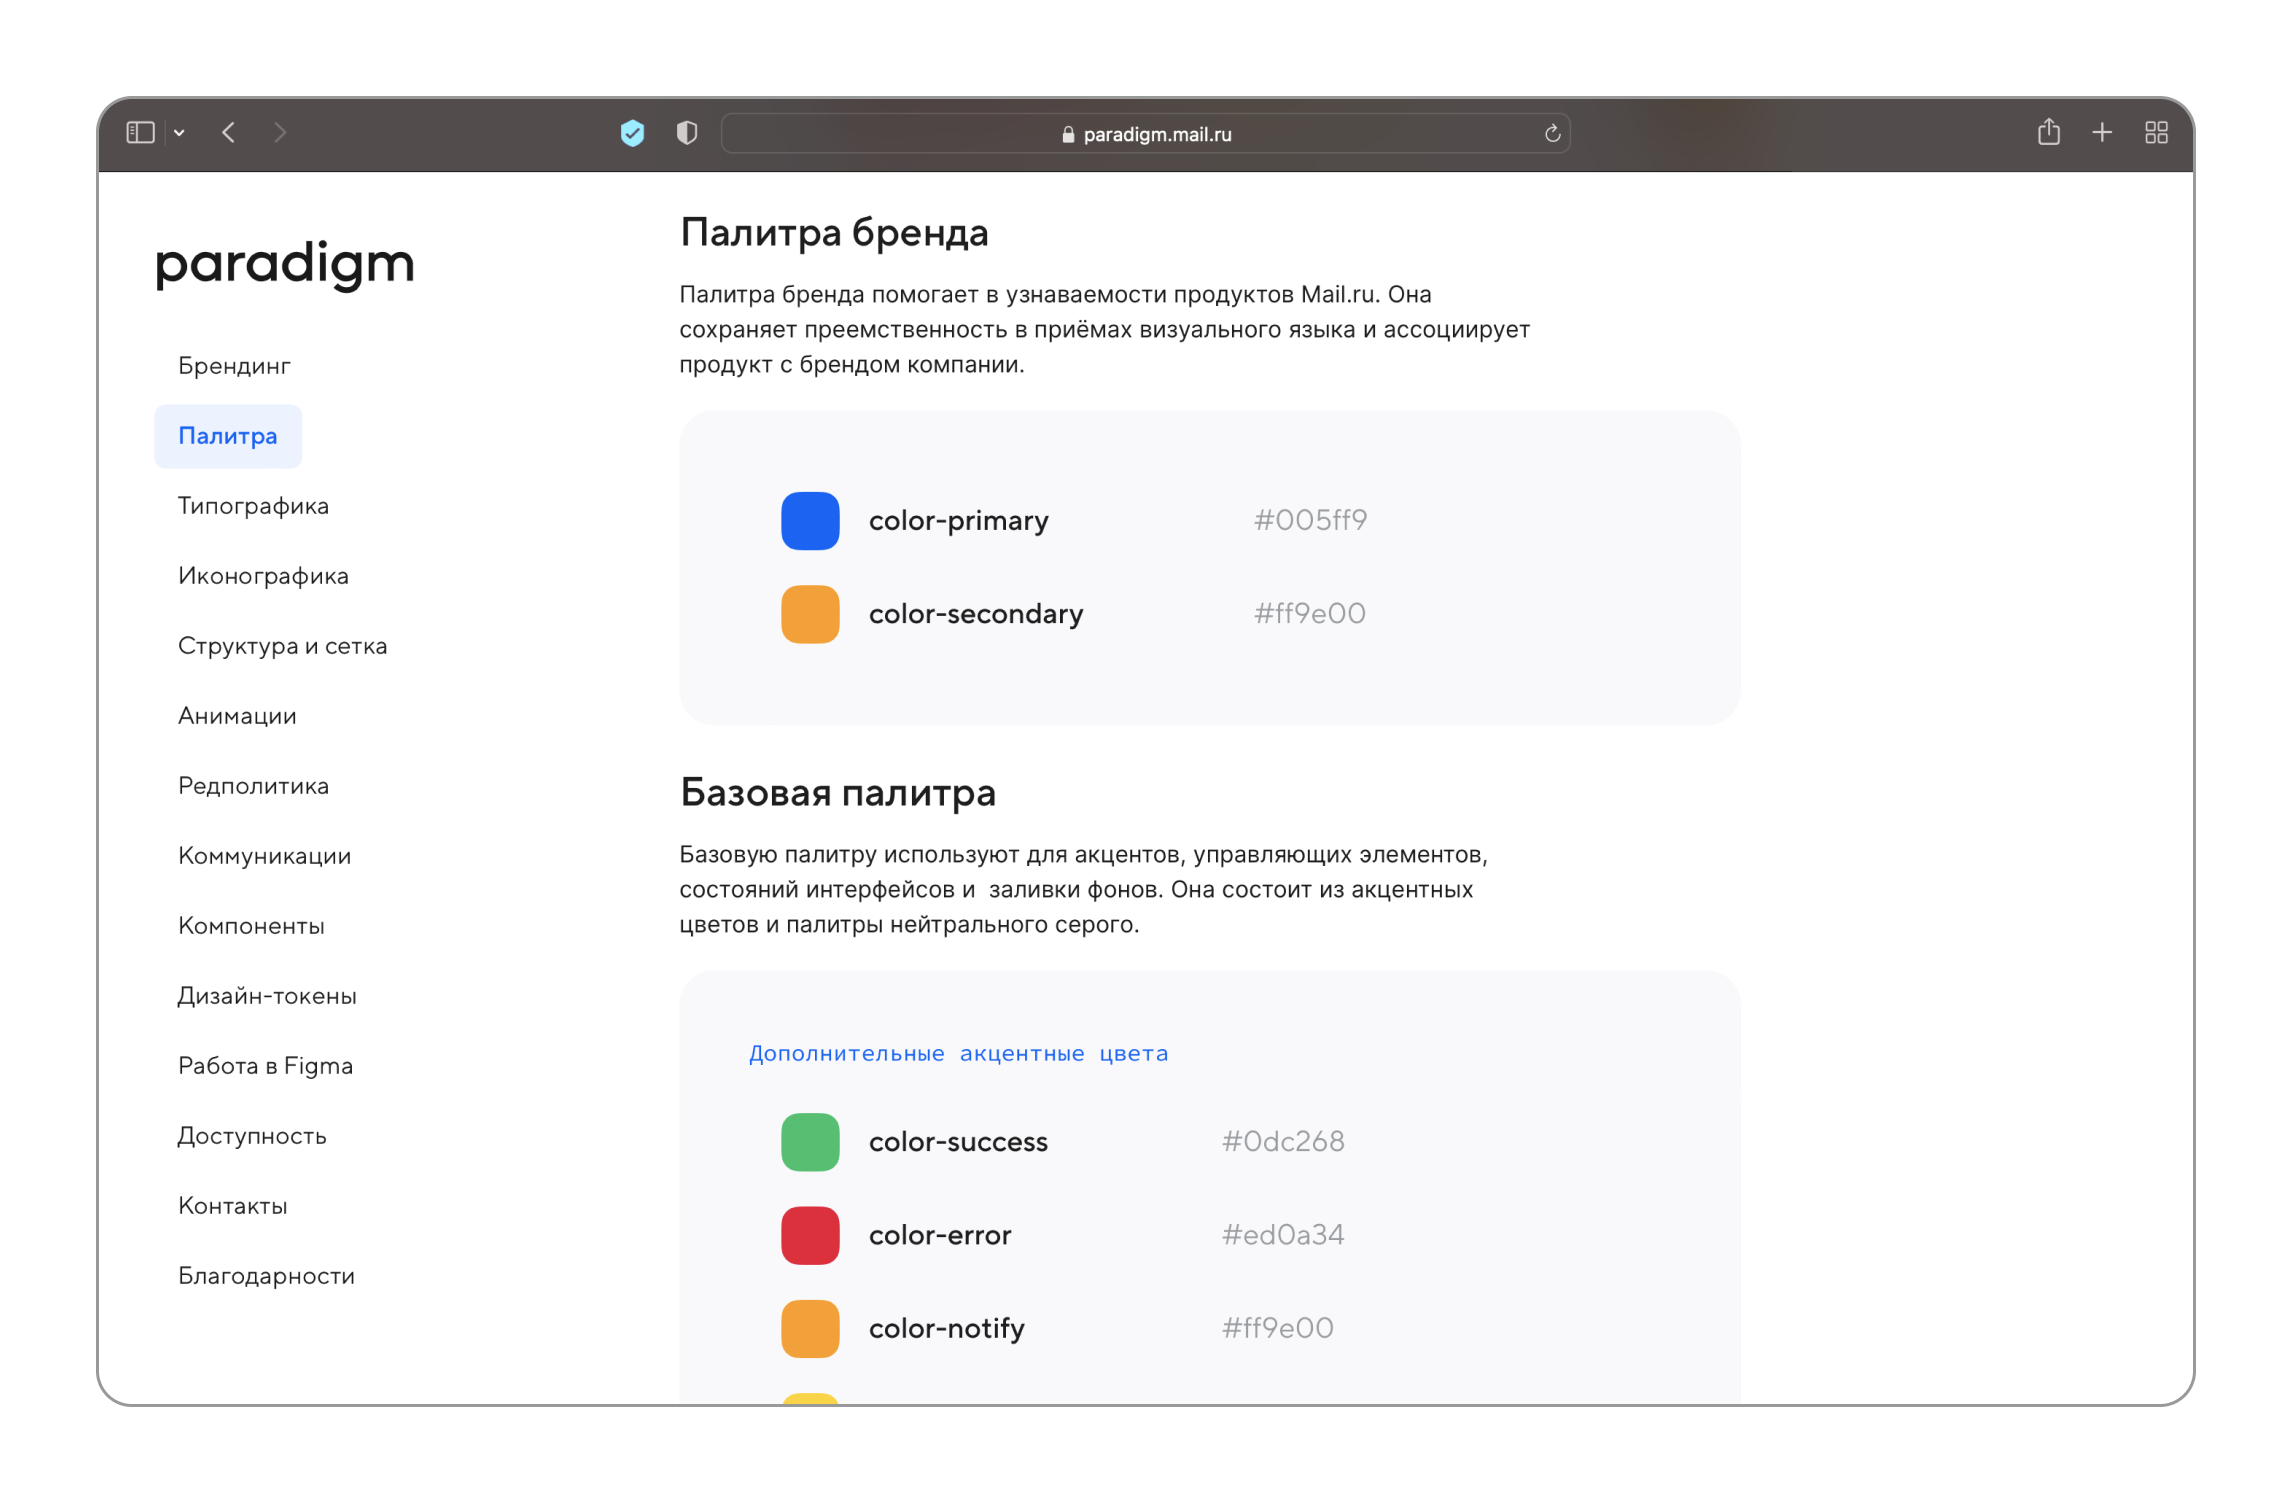 paradigm.mail.ru
paradigm
Брендинг
Палитра
Типографика
Иконографика
Структура и сетка
Анимации
Редполитика
Коммуникации
Компоненты
Дизайн-токены
Работа в Figma
Доступность
Контакты
Благодарности
Палитра бренда
Палитра бренда помогает в узнаваемости продуктов Mail.ru. Она
сохраняет преемственность в приёмах визуального языка и ассоциирует
продукт с брендом компании.
color-primary #005ff9
color-secondary #ff9e00
Базовая палитра
Базовую палитру используют для акцентов, управляющих элементов,
состояний интерфейсов и  заливки фонов. Она состоит из акцентных
цветов и палитры нейтрального серого.
Дополнительные акцентные цвета
color-success #0dc268
color-error #ed0a34
color-notify #ff9e00